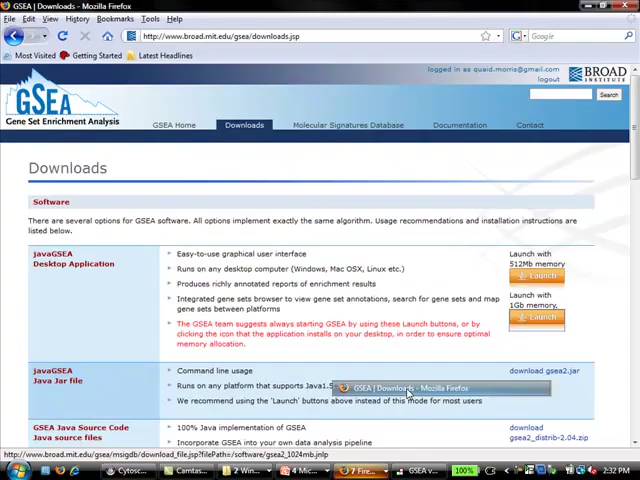 GSEA | Downloads - Mozilla Firefox
File Edit View History Bookmarks Tools Help
http://www.broad.mit.edu/gsea/downloads.jsp
Google
Most Visited Getting Started Latest Headlines
logged in as quaid.morris@gmail.com
logout
BROAD
INSTITUTE
GSEA
Gene Set Enrichment Analysis
Search
GSEA Home Downloads Molecular Signatures Database Documentation Contact
Downloads
Software
There are several options for GSEA software. All options implement exactly the same algorithm. Usage recommendations and installation instructions are
listed below.
javaGSEA
Desktop Application
Easy-to-use graphical user interface
Runs on any desktop computer (Windows, Mac OSX, Linux etc.)
Produces richly annotated reports of enrichment results
Integrated gene sets browser to view gene set annotations, search for gene sets and map
gene sets between platforms
The GSEA team suggests always starting GSEA by using these Launch buttons, or by
clicking the icon that the application installs on your desktop, in order to ensure optimal
memory allocation.
Launch with
512Mb memory
Launch
Launch with
1Gb memory
Launch
javaGSEA
Java Jar file
Command line usage
Runs on any platform that supports Java1.5
We recommend using the 'Launch' buttons above instead of this mode for most users
download gsea2.jar
GSEA | Downloads - Mozilla Firefox
GSEA Java Source Code
Java source files
100% Java implementation of GSEA
Incorporate GSEA into your own data analysis pipeline
download
gsea2_distrib-2.04.zip
http://www.broad.mit.edu/gsea/msigdb/download_file.jsp?filePath=/software/gsea2_1024mb.jnlp
Cytosc... Camtas... 2 Win... 7 Fire... GSEA v... 100% 2:32 PM